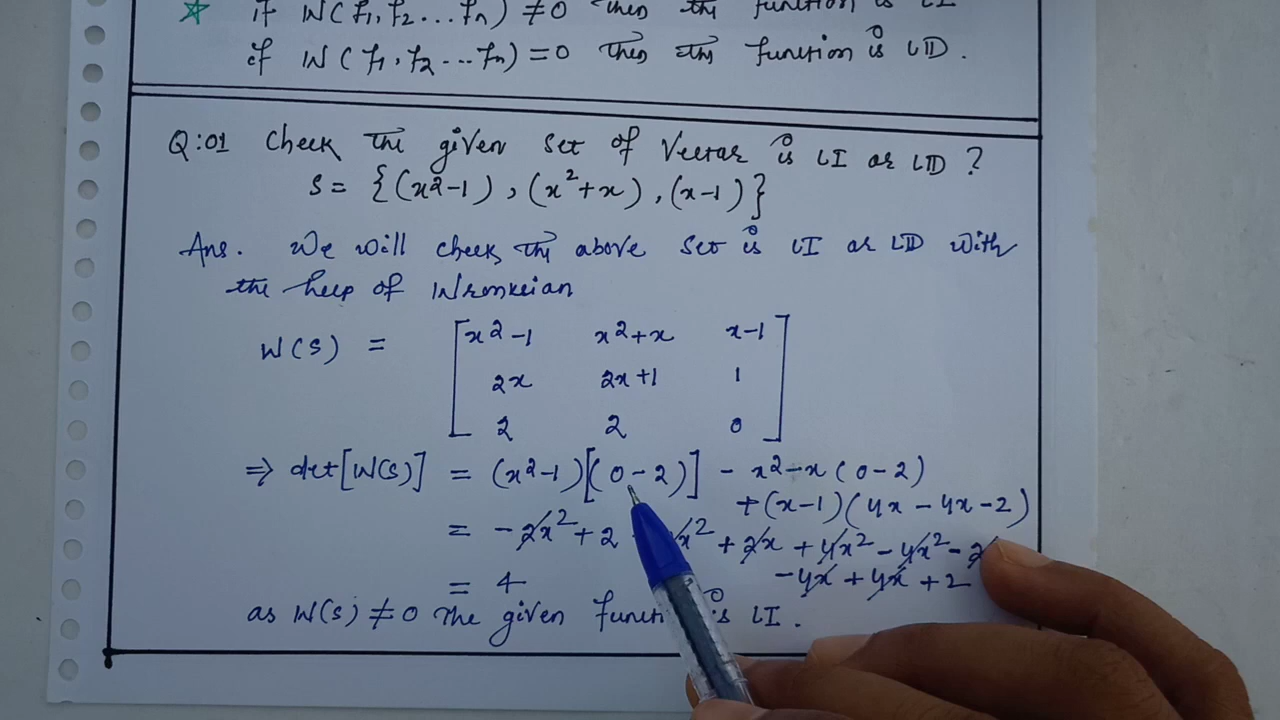 ☆ if W(f₁, f₂ ... fₙ) ≠ 0 then the function is LI
if W(f₁, f₂ ... fₙ) = 0 then the function is LD.
Q:01 Check the given set of Vector is LI or LD ?
S = {(x²-1), (x²+x), (x-1)}
Ans. We will check the above set is LI or LD with
the help of Wronkeian
W(S) = [x²-1 x²+x x-1
2x 2x+1 1
2 2 0]
⇒ det[W(S)] = (x²-1)[(0-2)] - x²-x (0-2)
+(x-1)(4x-4x-2)
= -2x²+2 x² + 2x + 4x² - 4x² - 2
-4x + 4x + 2
= 4
as W(S) ≠ 0 The given function is LI.